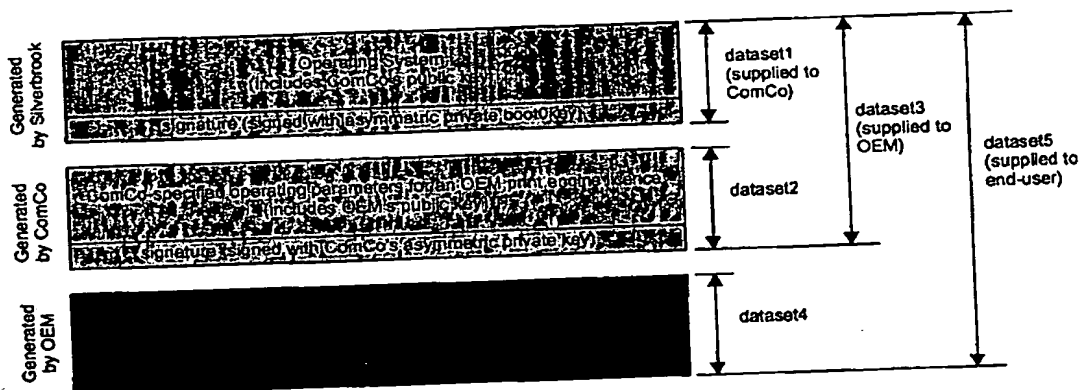 Generated
by Silverbrook
Operating System
(includes ComCo's public key)
signature (signed with asymmetric private boot0key)
dataset1
(supplied to
ComCo)
dataset3
(supplied to
OEM)
dataset5
(supplied to
end-user)
Generated
by ComCo
ComCo-specified operating parameters for an OEM print engine licence
(includes OEM's public key)
signature (signed with ComCo's asymmetric private key)
dataset2
Generated
by OEM
dataset4